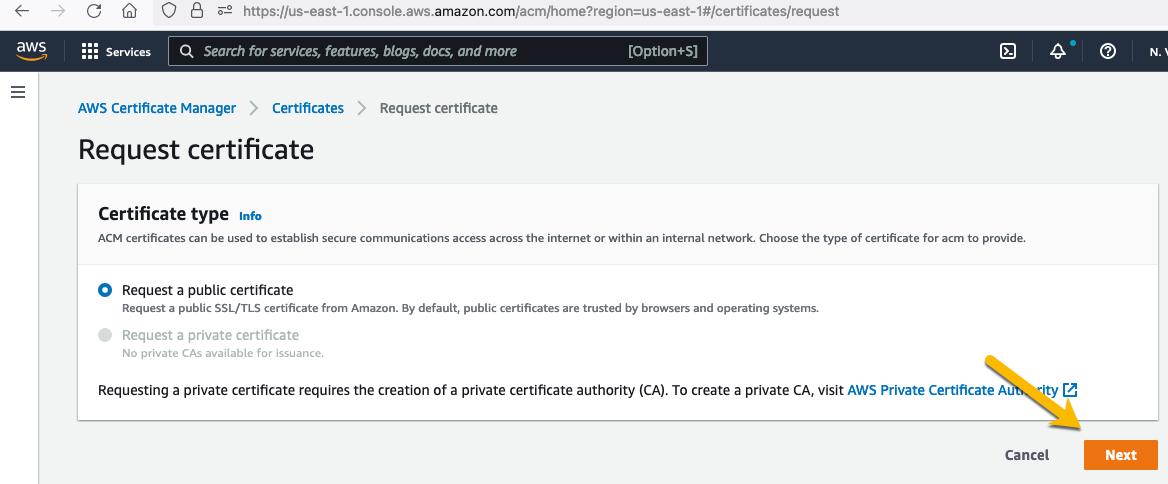 https://us-east-1.console.aws.amazon.com/acm/home?region=us-east-1#/certificates/request
aws Services Search for services, features, blogs, docs, and more [Option+S] N.
AWS Certificate Manager Certificates Request certificate
Request certificate
Certificate type Info
ACM certificates can be used to establish secure communications access across the internet or within an internal network. Choose the type of certificate for acm to provide.
Request a public certificate
Request a public SSL/TLS certificate from Amazon. By default, public certificates are trusted by browsers and operating systems.
Request a private certificate
No private CAs available for issuance.
Requesting a private certificate requires the creation of a private certificate authority (CA). To create a private CA, visit AWS Private Certificate Authority
Cancel Next